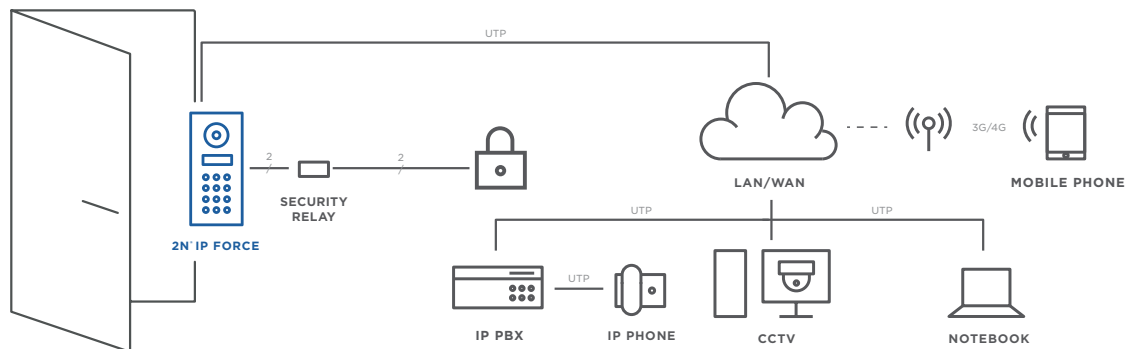 UTP
2
2
3G/4G
SECURITY
RELAY
LAN/WAN
MOBILE PHONE
2N° IP FORCE
UTP
UTP
UTP
IP PBX
IP PHONE
CCTV
NOTEBOOK